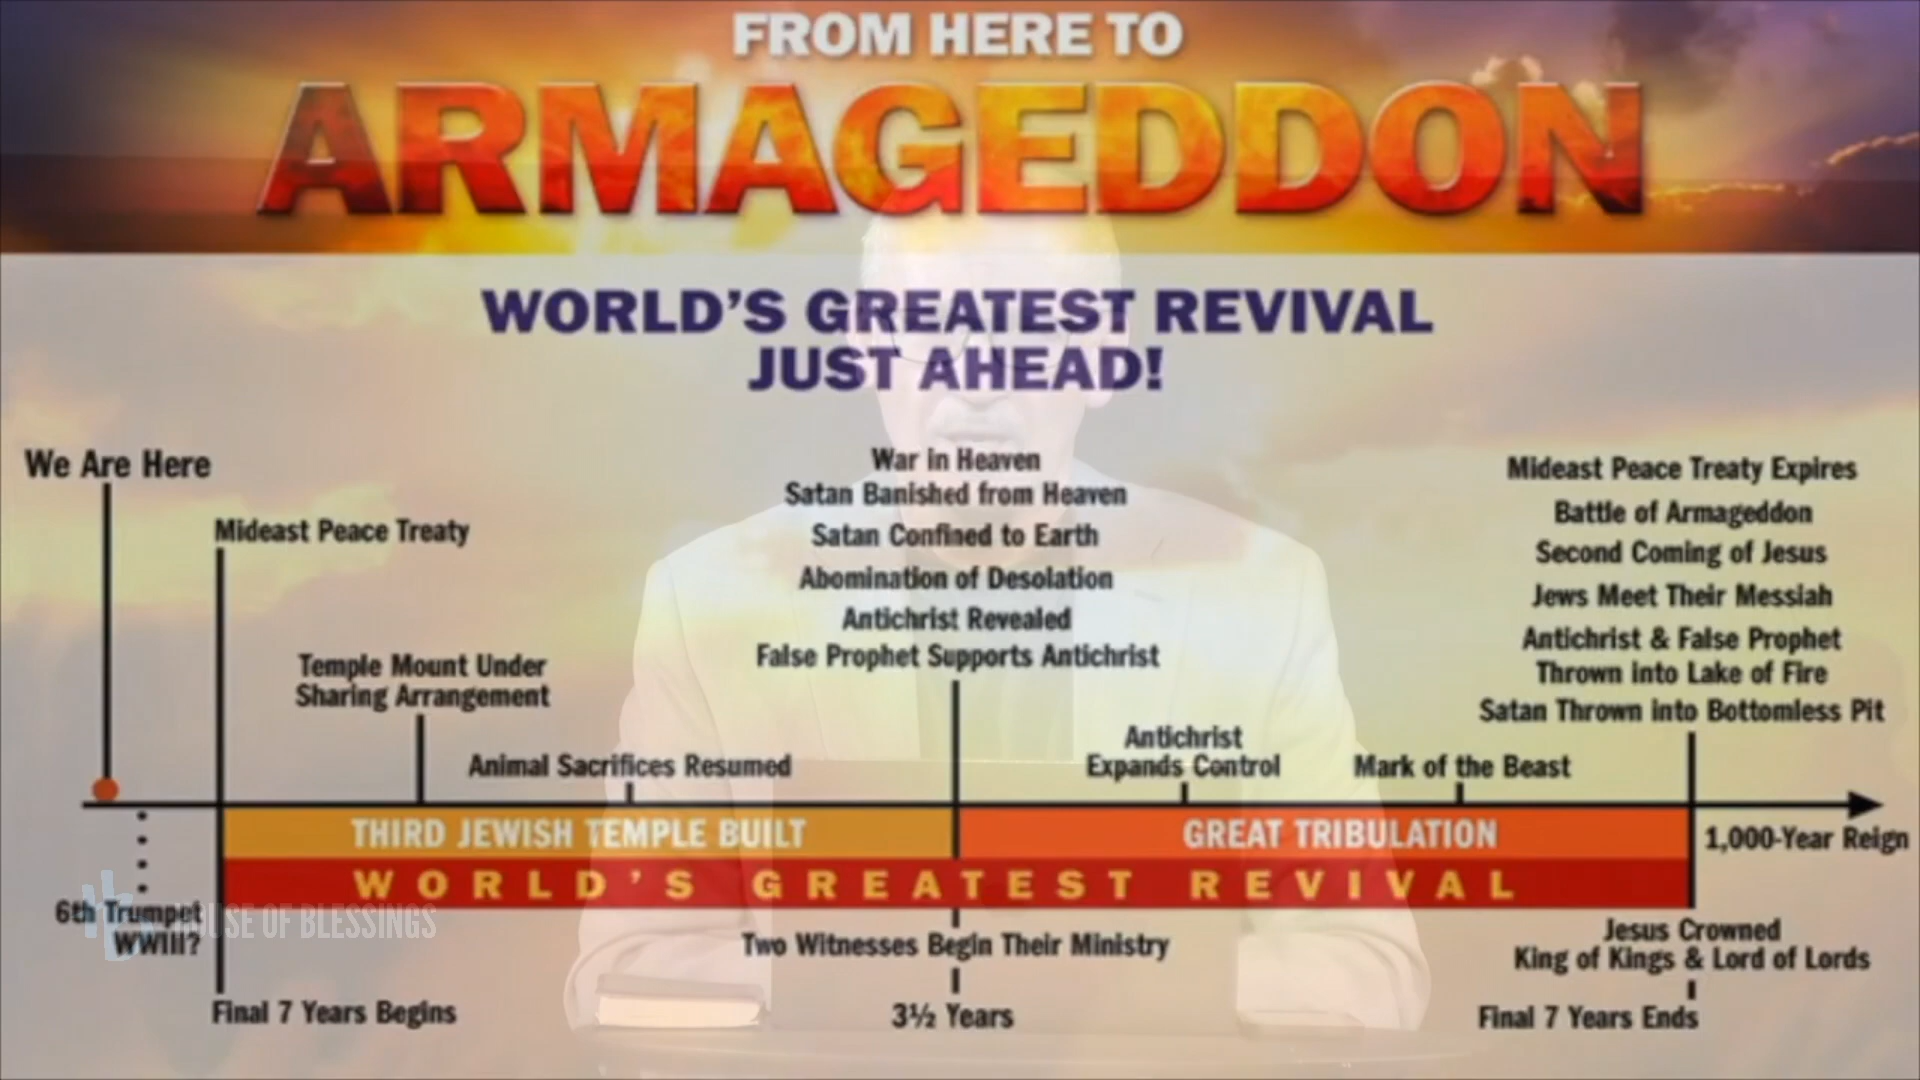 FROM HERE TO
ARMAGEDDON
WORLD'S GREATEST REVIVAL
JUST AHEAD!
We Are Here
Mideast Peace Treaty
Temple Mount Under
Sharing Arrangement
Animal Sacrifices Resumed
War in Heaven
Satan Banished from Heaven
Satan Confined to Earth
Abomination of Desolation
Antichrist Revealed
False Prophet Supports Antichrist
Antichrist
Expands Control
Mark of the Beast
Mideast Peace Treaty Expires
Battle of Armageddon
Second Coming of Jesus
Jews Meet Their Messiah
Antichrist & False Prophet
Thrown into Lake of Fire
Satan Thrown into Bottomless Pit
THIRD JEWISH TEMPLE BUILT
GREAT TRIBULATION
1,000-Year Reign
WORLD'S GREATEST REVIVAL
6th Trumpet
WWIII?
HOUSE OF BLESSINGS
Final 7 Years Begins
Two Witnesses Begin Their Ministry
3½ Years
Jesus Crowned
King of Kings & Lord of Lords
Final 7 Years Ends